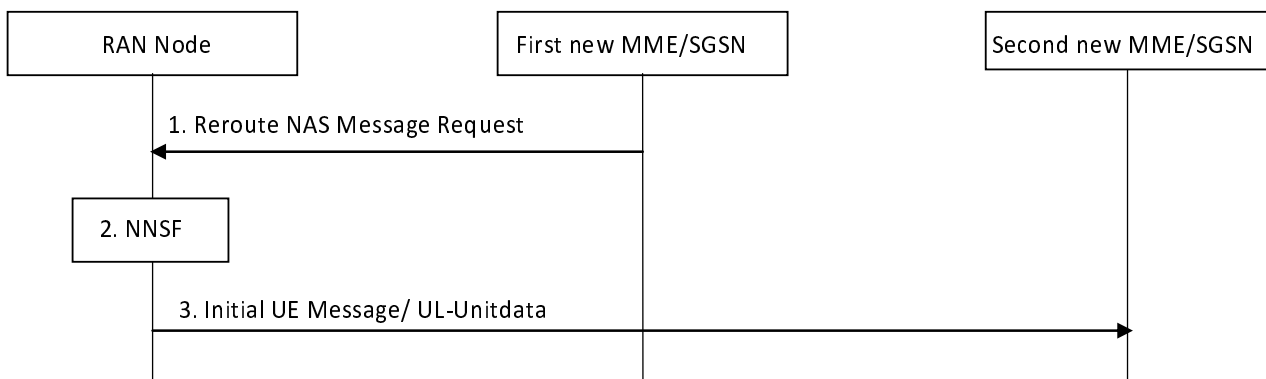 RAN Node
First new MME/SGSN
Second new MME/SGSN
1. Reroute NAS Message Request
2. NNSF
3. Initial UE Message/ UL-Unitdata